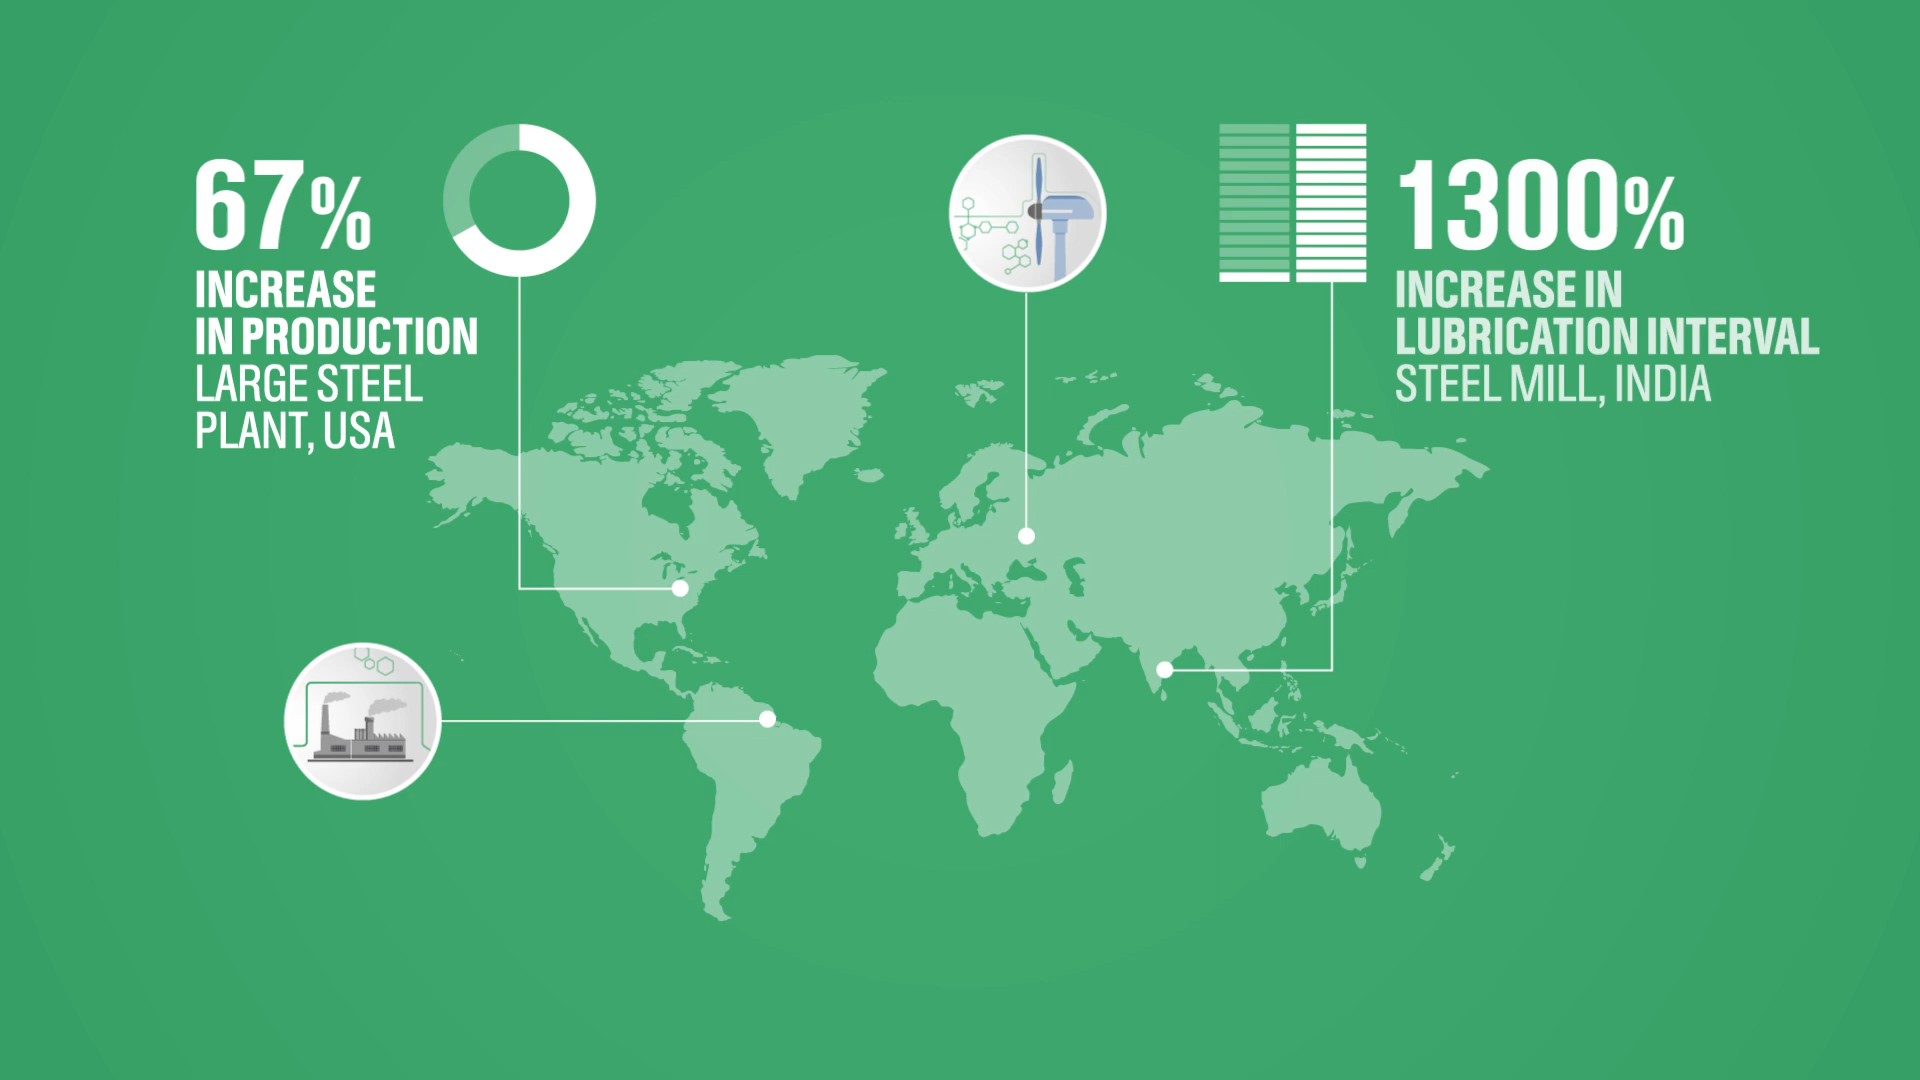 67%
INCREASE
IN PRODUCTION
LARGE STEEL
PLANT, USA
1300%
INCREASE IN
LUBRICATION INTERVAL
STEEL MILL, INDIA